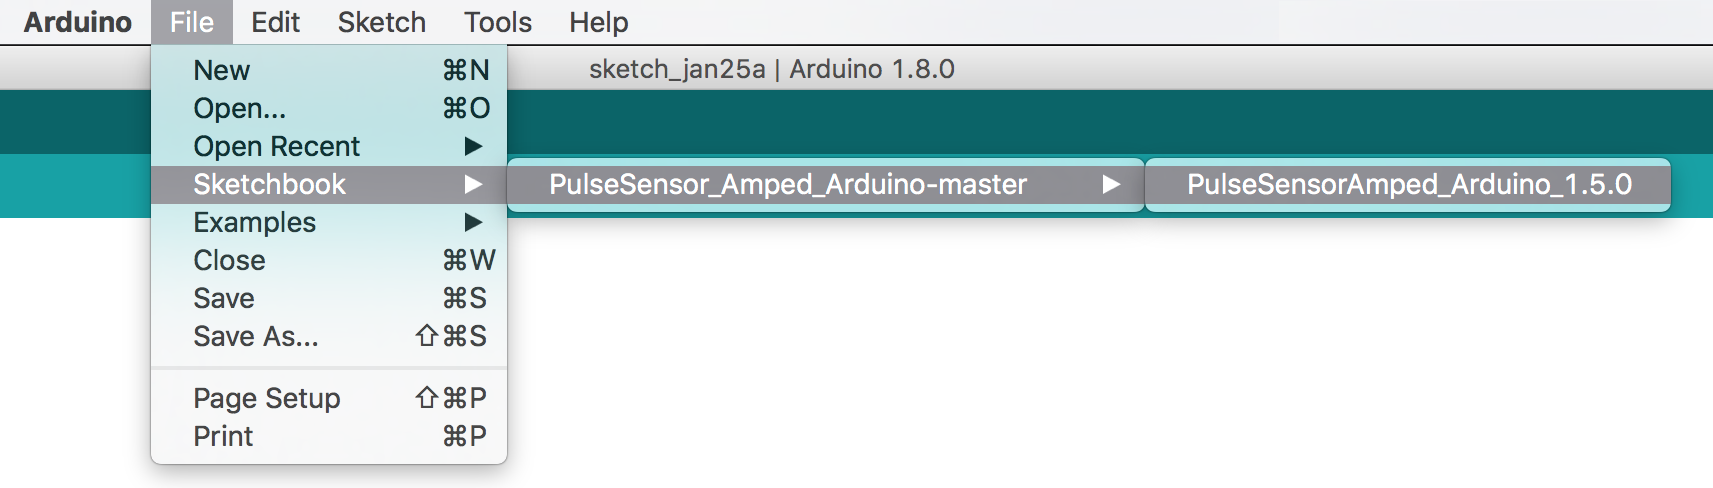 Arduino File Edit Sketch Tools Help
sketch_jan25a | Arduino 1.8.0
New ⌘N
Open... ⌘O
Open Recent ▶
Sketchbook ▶ PulseSensor_Amped_Arduino-master ▶ PulseSensorAmped_Arduino_1.5.0
Examples ▶
Close ⌘W
Save ⌘S
Save As... ⇧⌘S
Page Setup ⇧⌘P
Print ⌘P